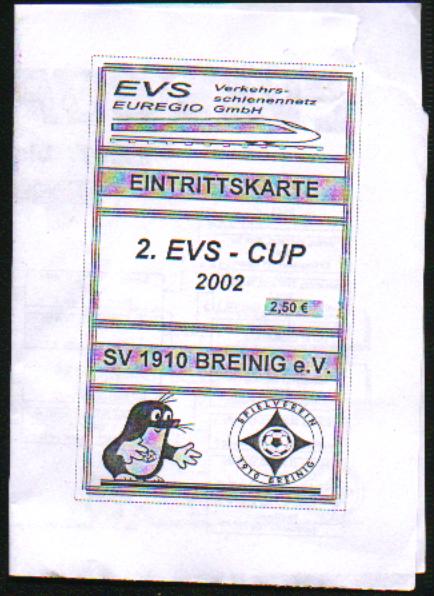 EVS Verkehrs-
schienennetz
EUREGIO GmbH
EINTRITTSKARTE
2. EVS - CUP
2002
2,50 €
SV 1910 BREINIG e.V.
SPIELVEREIN
1910 BREINIG